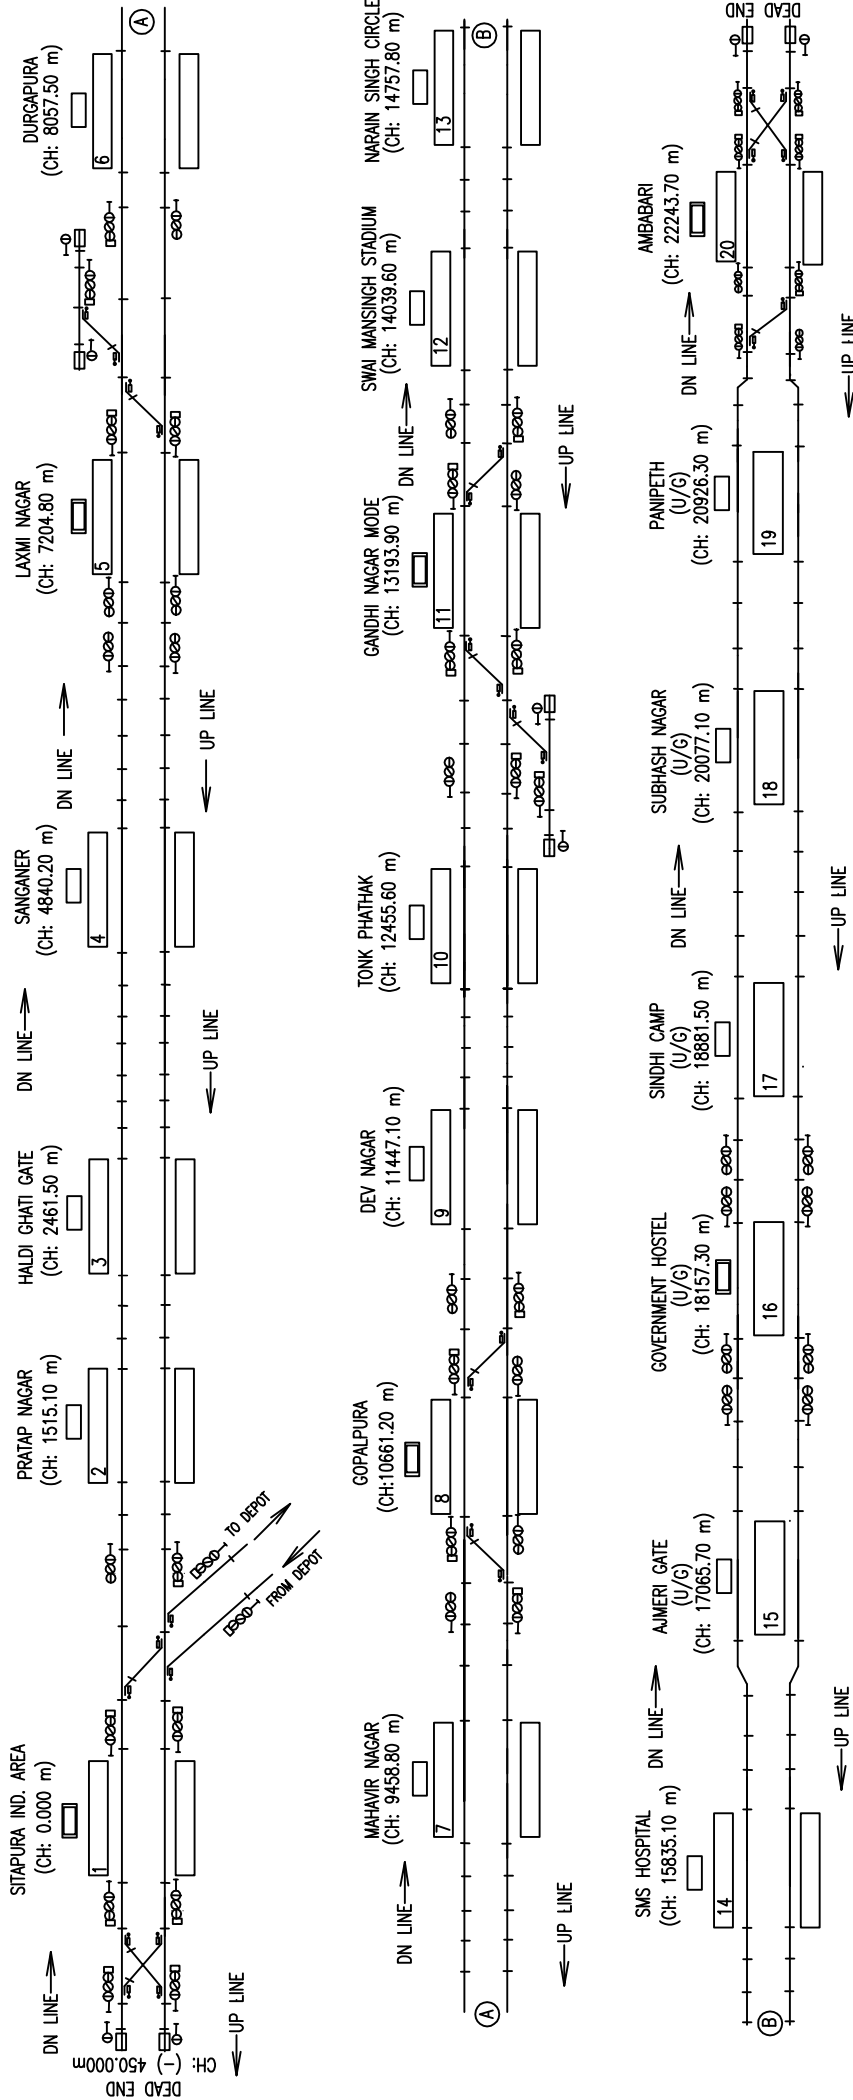 DEAD END
CH: (-) 450.000m
DN LINE
UP LINE
SITAPURA IND. AREA
(CH: 0.000 m)
1
FROM DEPOT
TO DEPOT
PRATAP NAGAR
(CH: 1515.10 m)
2
HALDI GHATI GATE
(CH: 2461.50 m)
3
DN LINE
UP LINE
SANGANER
(CH: 4840.20 m)
4
DN LINE
UP LINE
LAXMI NAGAR
(CH: 7204.80 m)
5
DURGAPURA
(CH: 8057.50 m)
6
A
A
DN LINE
UP LINE
MAHAVIR NAGAR
(CH: 9458.80 m)
7
GOPALPURA
(CH:10661.20 m)
8
DEV NAGAR
(CH: 11447.10 m)
9
TONK PHATHAK
(CH: 12455.60 m)
10
GANDHI NAGAR MODE
(CH: 13193.90 m)
11
DN LINE
UP LINE
SWAI MANSINGH STADIUM
(CH: 14039.60 m)
12
NARAIN SINGH CIRCLE
(CH: 14757.80 m)
13
B
B
SMS HOSPITAL
(CH: 15835.10 m)
14
DN LINE
UP LINE
AJMERI GATE
(U/G)
(CH: 17065.70 m)
15
GOVERNMENT HOSTEL
(U/G)
(CH: 18157.30 m)
16
SINDHI CAMP
(U/G)
(CH: 18881.50 m)
17
DN LINE
UP LINE
SUBHASH NAGAR
(U/G)
(CH: 20077.10 m)
18
PANIPETH
(U/G)
(CH: 20926.30 m)
19
DN LINE
UP LINE
AMBABARI
(CH: 22243.70 m)
20
DEAD END